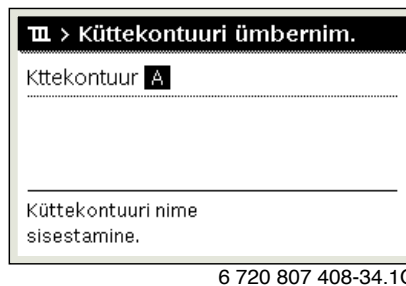 > Küttekontuuri ümbernim.
Kttekontuur A
Küttekontuuri nime
sisestamine.
6 720 807 408-34.1O